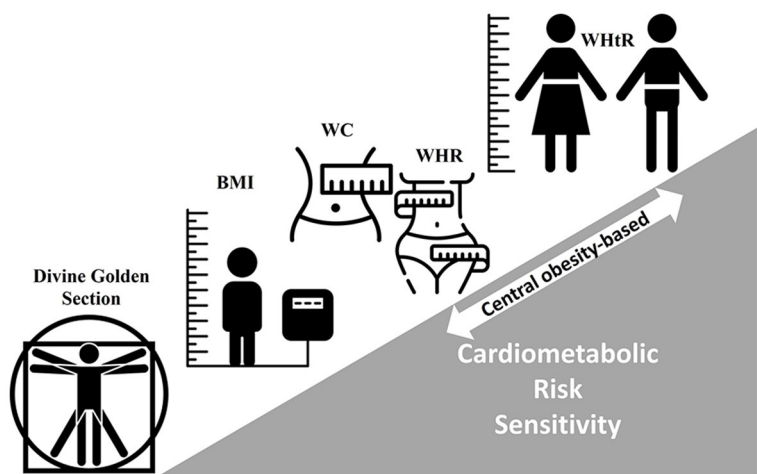 WHtR
WC
WHR
BMI
Divine Golden
Section
Central obesity-based
Cardiometabolic
Risk
Sensitivity